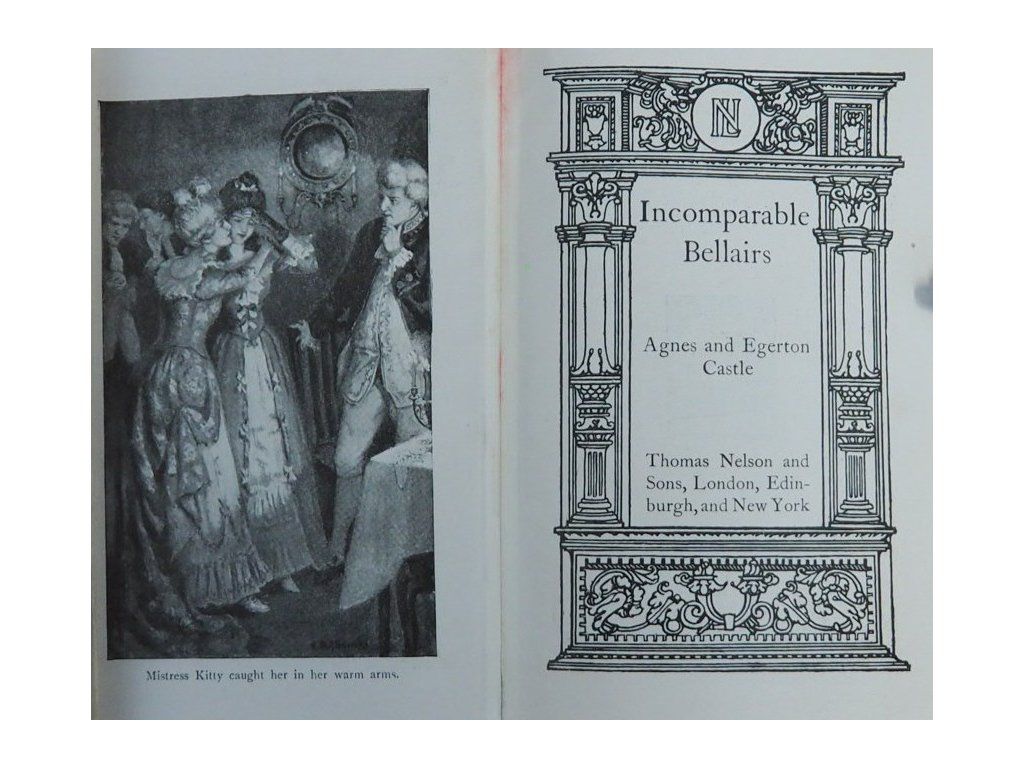 Mistress Kitty caught her in her warm arms.
NL
Incomparable
Bellairs
Agnes and Egerton
Castle
Thomas Nelson and
Sons, London, Edin-
burgh, and New York